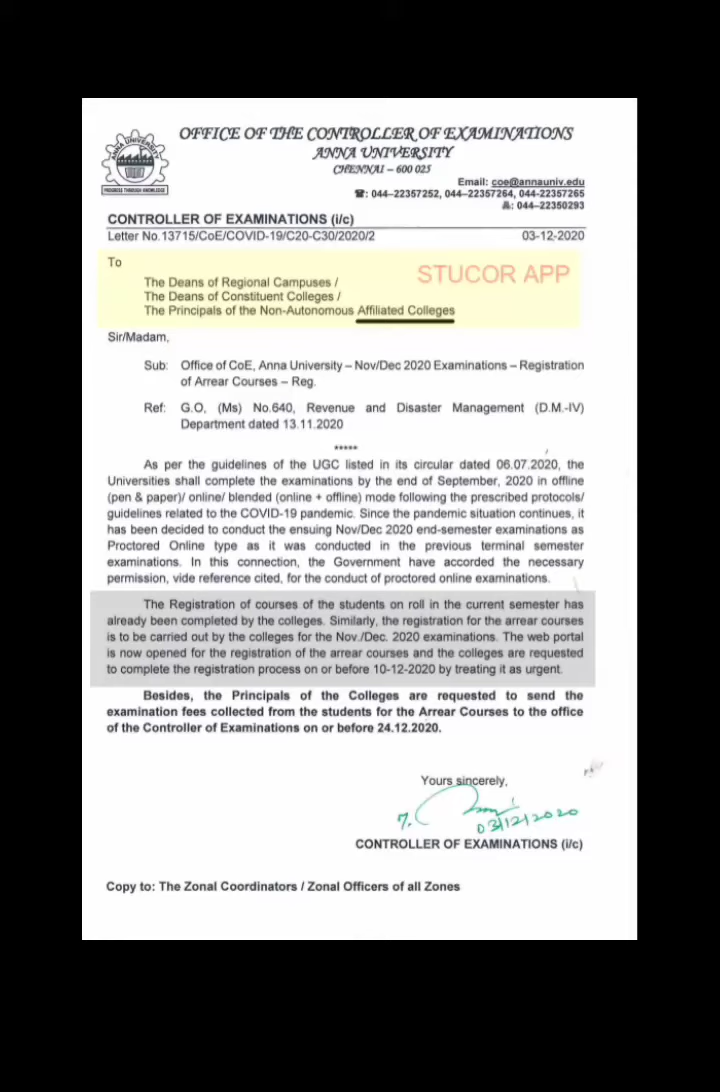 OFFICE OF THE CONTROLLER OF EXAMINATIONS
ANNA UNIVERSITY
CHENNAI – 600 025
ANNA UNIVERSITY
PROGRESS THROUGH KNOWLEDGE
Email: coe@annauniv.edu
☎: 044–22357252, 044–22357264, 044-22357265
044–22350293
CONTROLLER OF EXAMINATIONS (i/c)
Letter No.13715/CoE/COVID-19/C20-C30/2020/2 03-12-2020
To
STUCOR APP
The Deans of Regional Campuses /
The Deans of Constituent Colleges /
The Principals of the Non-Autonomous Affiliated Colleges
Sir/Madam,
Sub: Office of CoE, Anna University – Nov/Dec 2020 Examinations – Registration
of Arrear Courses – Reg.
Ref: G.O, (Ms) No.640, Revenue and Disaster Management (D.M.-IV)
Department dated 13.11.2020
*****
As per the guidelines of the UGC listed in its circular dated 06.07.2020, the
Universities shall complete the examinations by the end of September, 2020 in offline
(pen & paper)/ online/ blended (online + offline) mode following the prescribed protocols/
guidelines related to the COVID-19 pandemic. Since the pandemic situation continues, it
has been decided to conduct the ensuing Nov/Dec 2020 end-semester examinations as
Proctored Online type as it was conducted in the previous terminal semester
examinations. In this connection, the Government have accorded the necessary
permission, vide reference cited, for the conduct of proctored online examinations.
The Registration of courses of the students on roll in the current semester has
already been completed by the colleges. Similarly, the registration for the arrear courses
is to be carried out by the colleges for the Nov./Dec. 2020 examinations. The web portal
is now opened for the registration of the arrear courses and the colleges are requested
to complete the registration process on or before 10-12-2020 by treating it as urgent.
Besides, the Principals of the Colleges are requested to send the
examination fees collected from the students for the Arrear Courses to the office
of the Controller of Examinations on or before 24.12.2020.
Yours sincerely,
03/12/2020
CONTROLLER OF EXAMINATIONS (i/c)
Copy to: The Zonal Coordinators / Zonal Officers of all Zones